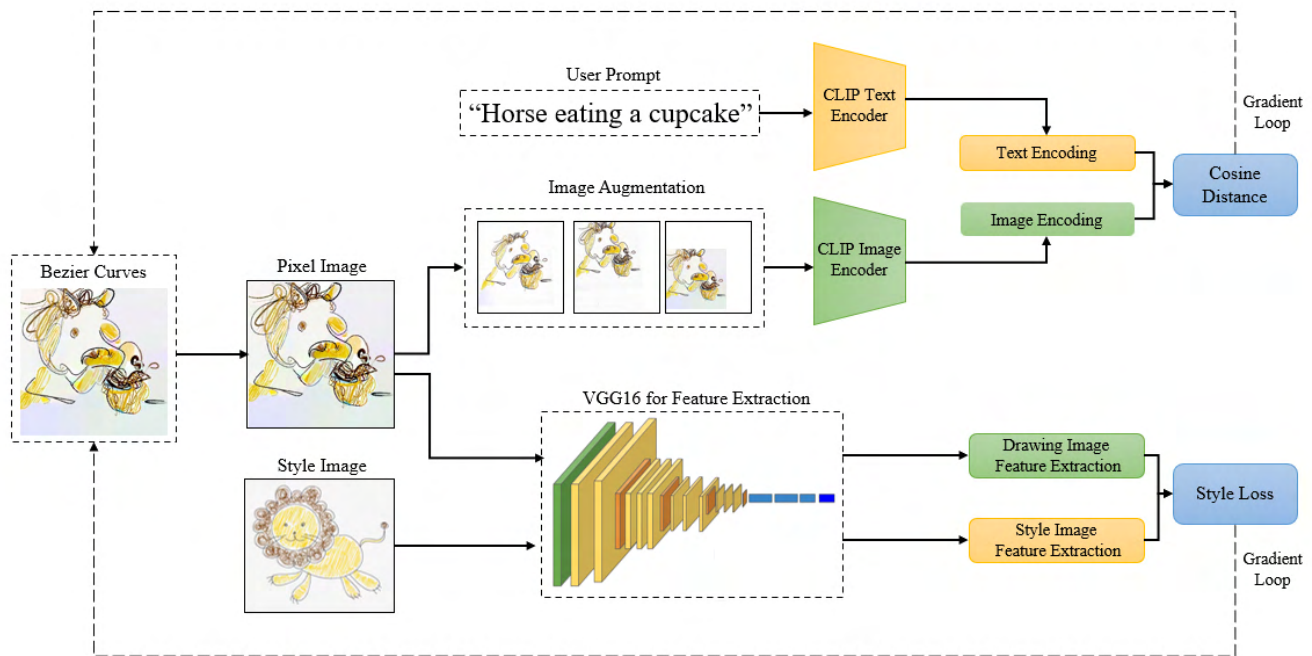 User Prompt
“Horse eating a cupcake”
CLIP Text
Encoder
Text Encoding
Gradient
Loop
Cosine
Distance
Image Augmentation
CLIP Image
Encoder
Image Encoding
Bezier Curves
Pixel Image
VGG16 for Feature Extraction
Style Image
Drawing Image
Feature Extraction
Style Image
Feature Extraction
Style Loss
Gradient
Loop